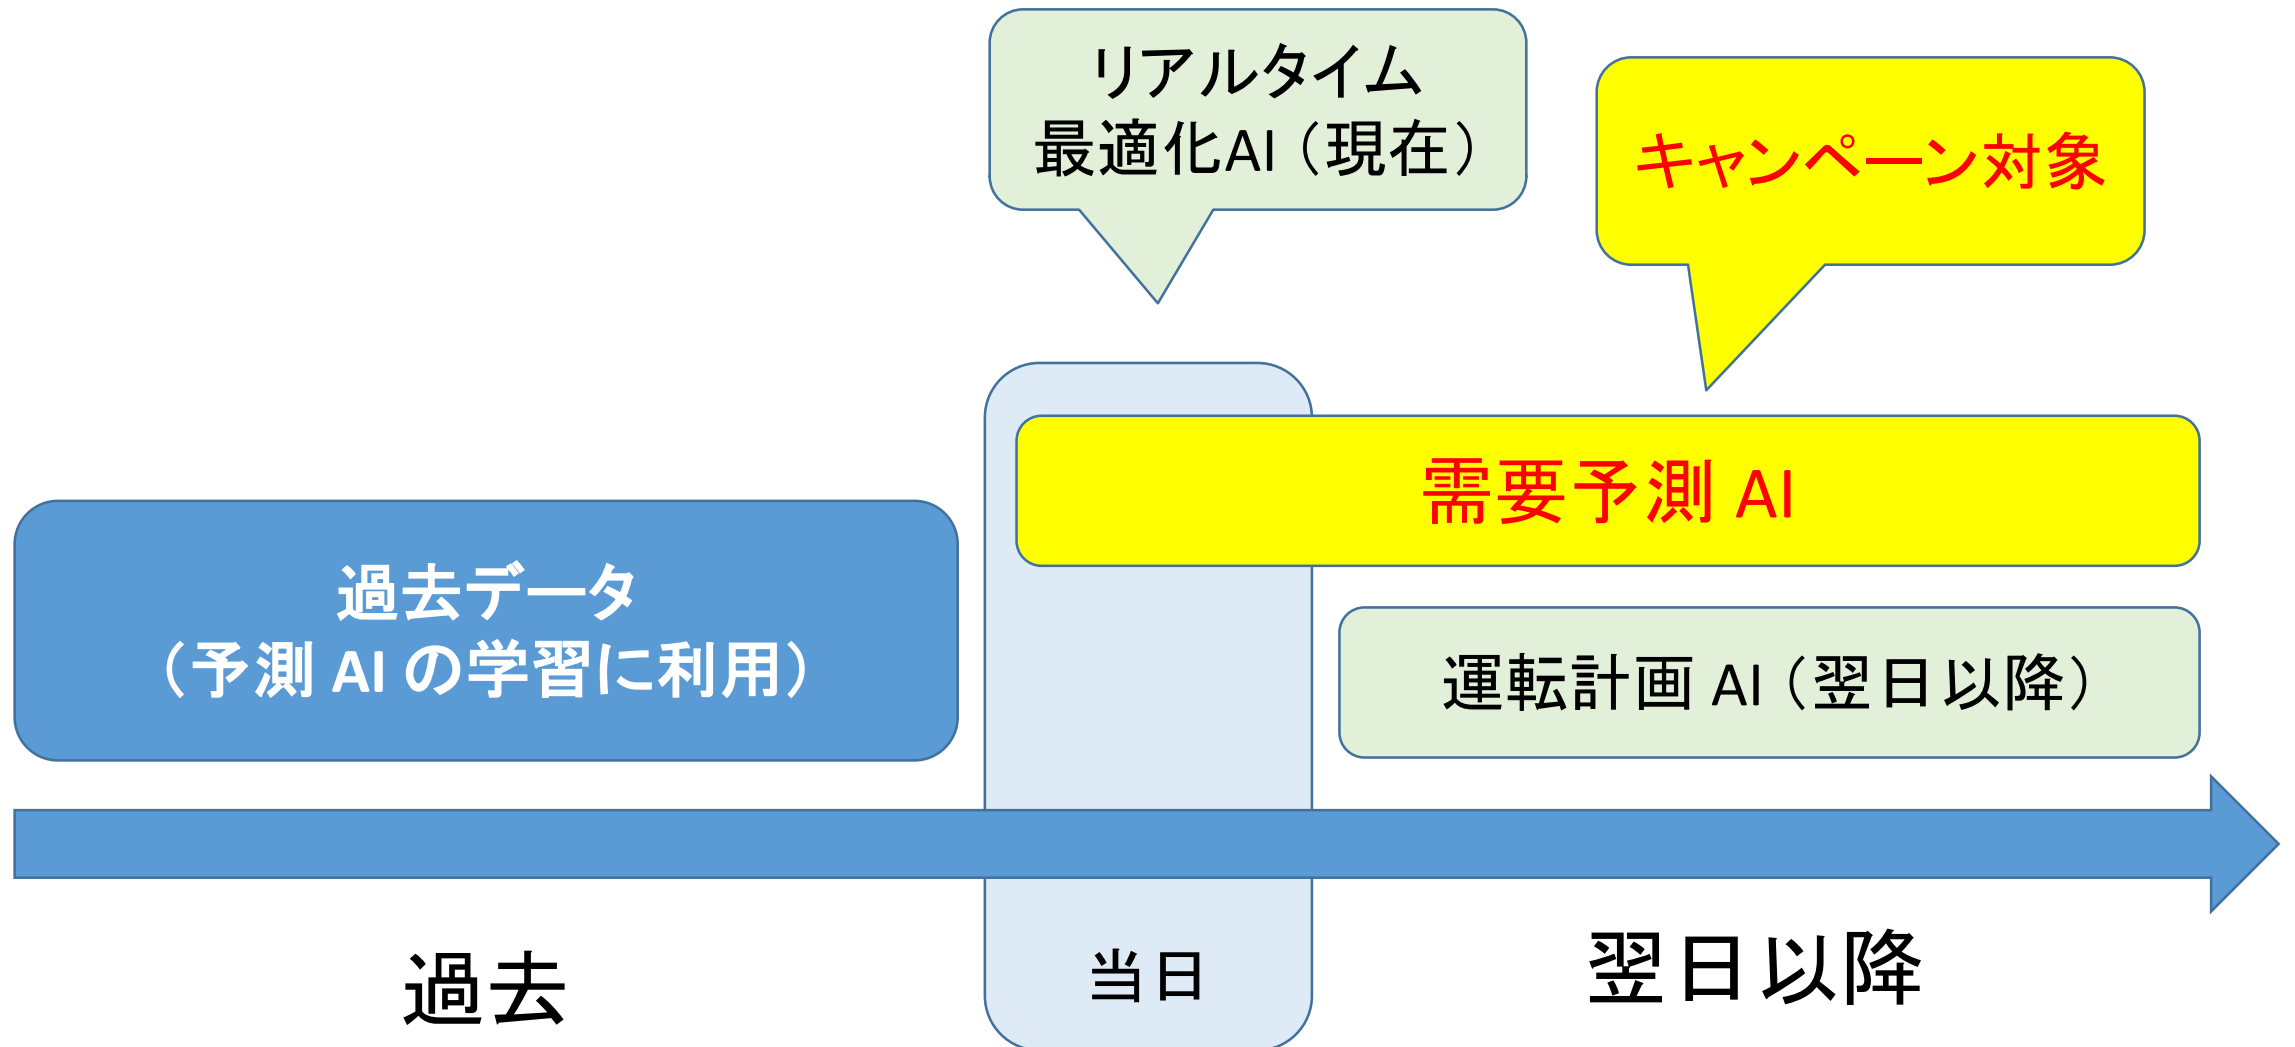 リアルタイム
最適化AI（現在）
キャンペーン対象
需要予測 AI
過去データ
（予測 AI の学習に利用）
運転計画 AI（翌日以降）
過去
当日
翌日以降